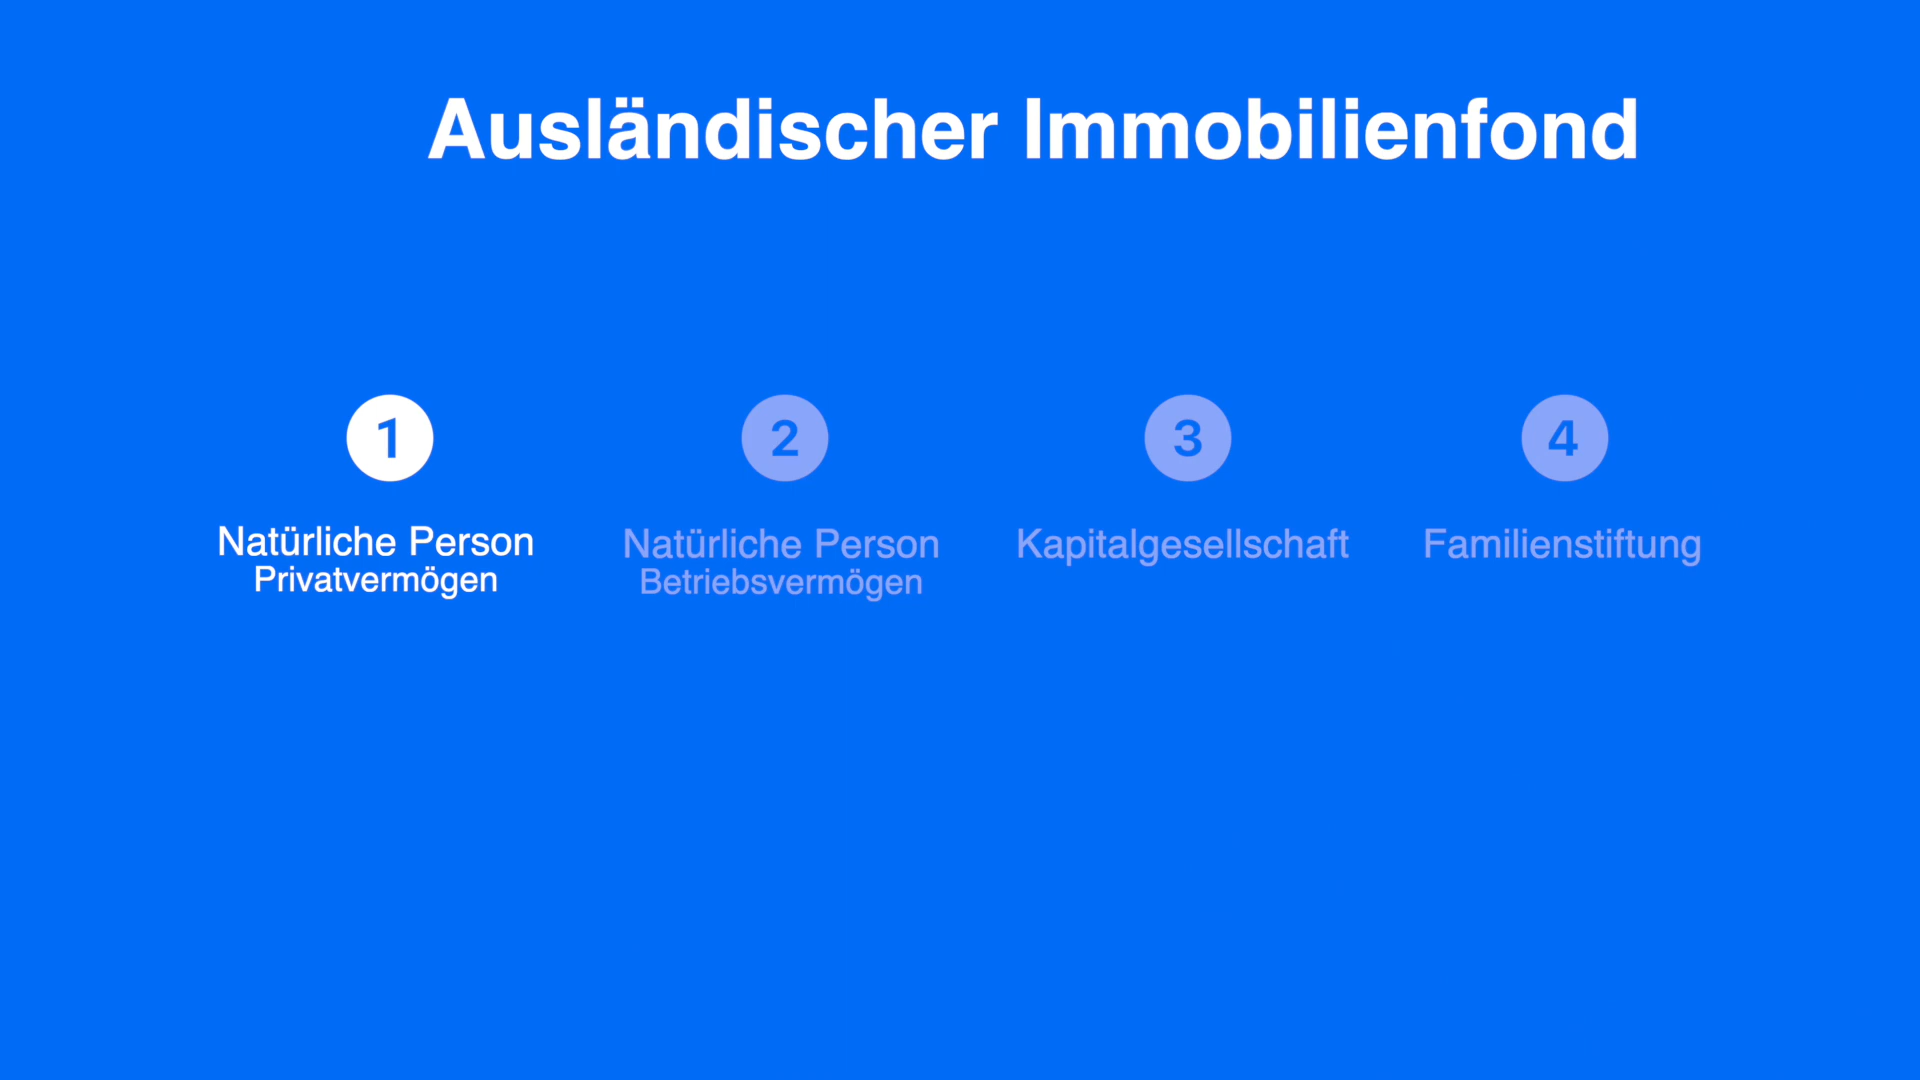 Ausländischer Immobilienfond
1
Natürliche Person
Privatvermögen
2
Natürliche Person
Betriebsvermögen
3
Kapitalgesellschaft
4
Familienstiftung